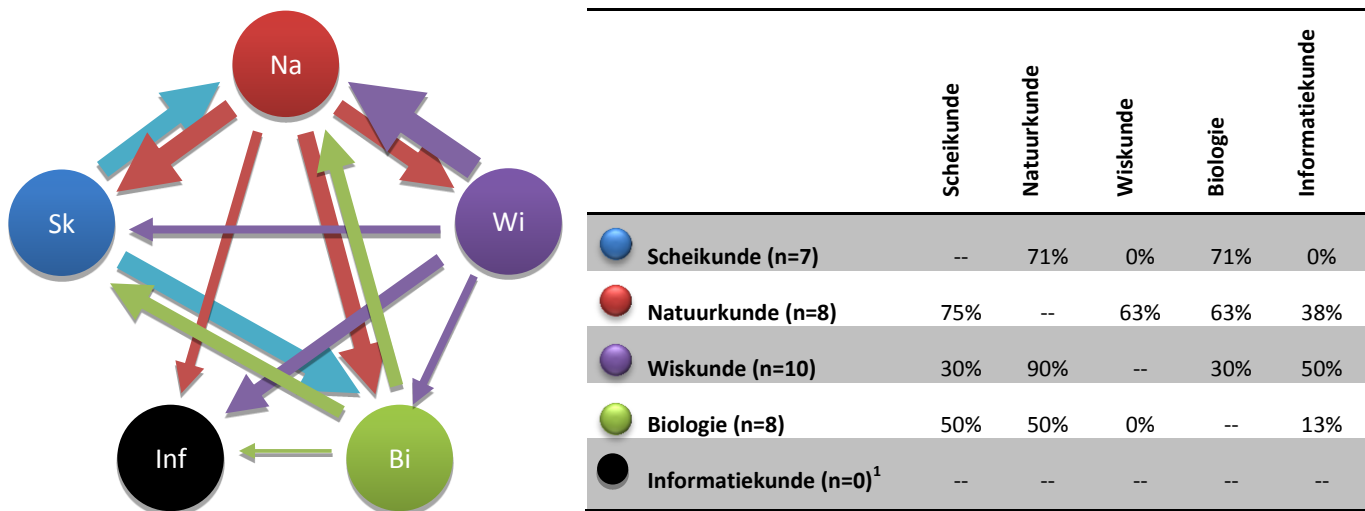 Na
Sk
Wi
Inf
Bi
Scheikunde
Natuurkunde
Wiskunde
Biologie
Informatiekunde
Scheikunde (n=7) -- 71% 0% 71% 0%
Natuurkunde (n=8) 75% -- 63% 63% 38%
Wiskunde (n=10) 30% 90% -- 30% 50%
Biologie (n=8) 50% 50% 0% -- 13%
Informatiekunde (n=0)¹ -- -- -- -- --